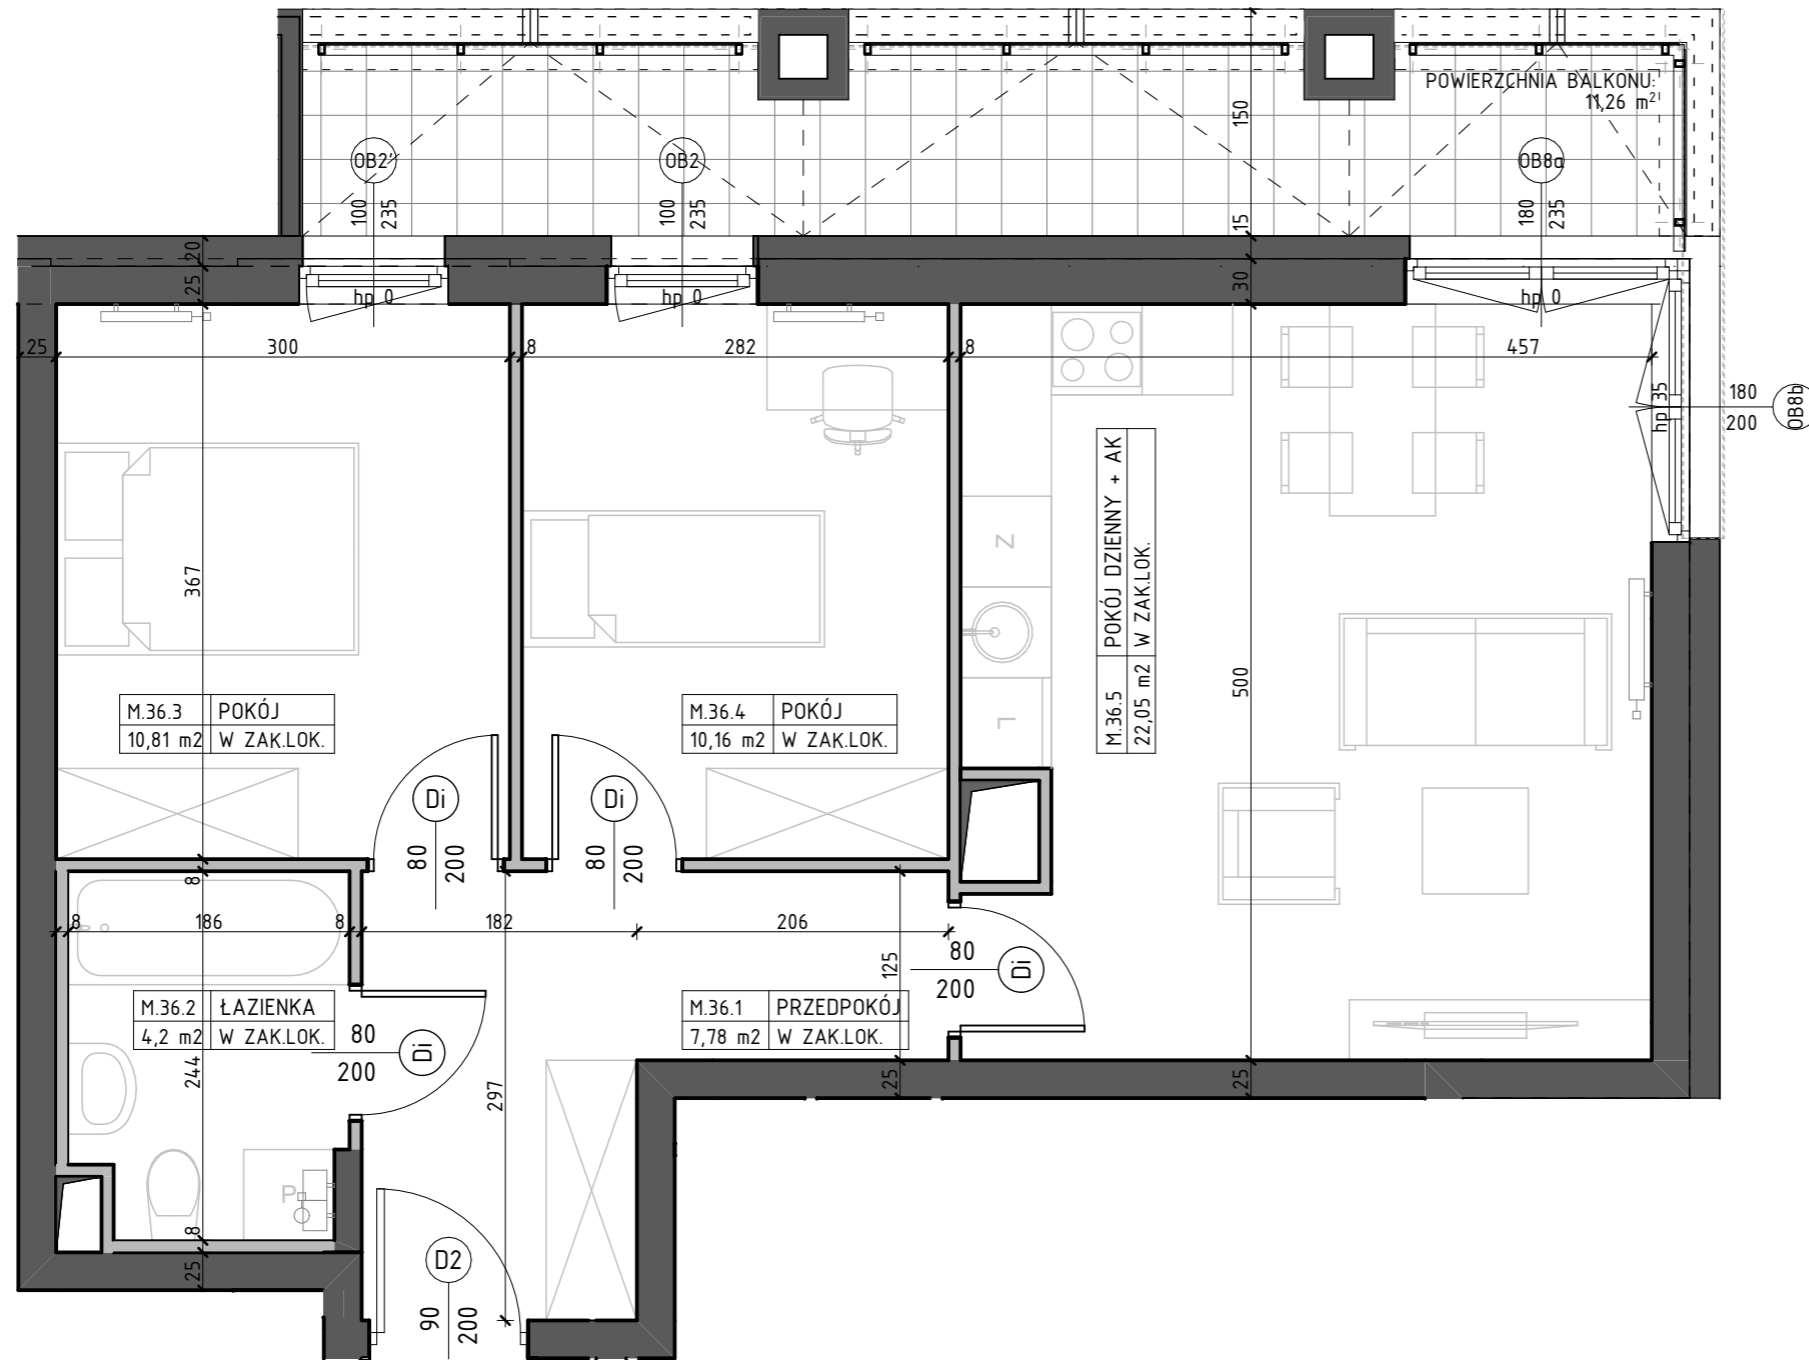 POWIERZCHNIA BALKONU:
11,26 m²
OB2'
100
235
OB2
100
235
150
15
OB8a
180
235
20
25
30
hp 0
hp 0
hp 0
25
300
8
282
8
457
hp 35
180
200
OB8b
367
500
Z
L
M.36.3 POKÓJ
10,81 m2 W ZAK.LOK.
M.36.4 POKÓJ
10,16 m2 W ZAK.LOK.
M.36.5 POKÓJ DZIENNY + AK
22,05 m2 W ZAK.LOK.
Di
80
200
Di
80
200
8
8
186
8
182
206
125
80
200
Di
M.36.2 ŁAZIENKA
4,2 m2 W ZAK.LOK.
80
200
Di
M.36.1 PRZEDPOKÓJ
7,78 m2 W ZAK.LOK.
244
297
25
25
P
8
25
D2
90
200